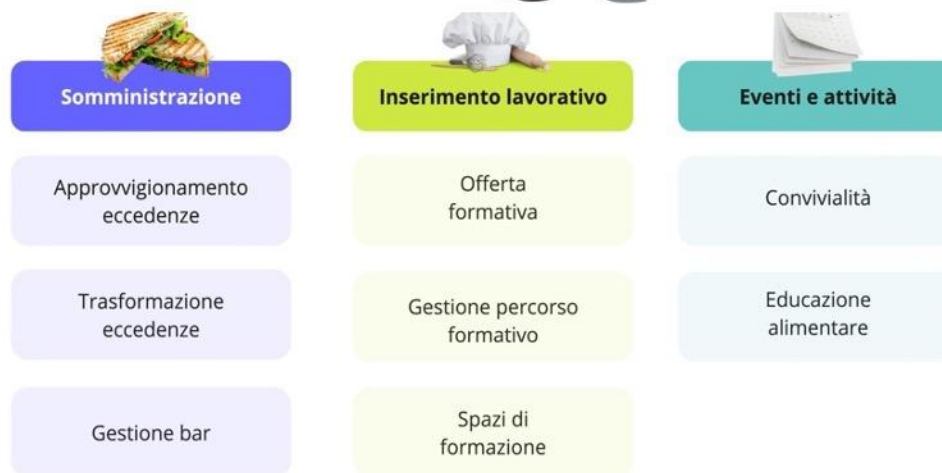 Somministrazione
Approvvigionamento
eccedenze
Trasformazione
eccedenze
Gestione bar
Inserimento lavorativo
Offerta
formativa
Gestione percorso
formativo
Spazi di
formazione
Eventi e attività
Convivialità
Educazione
alimentare